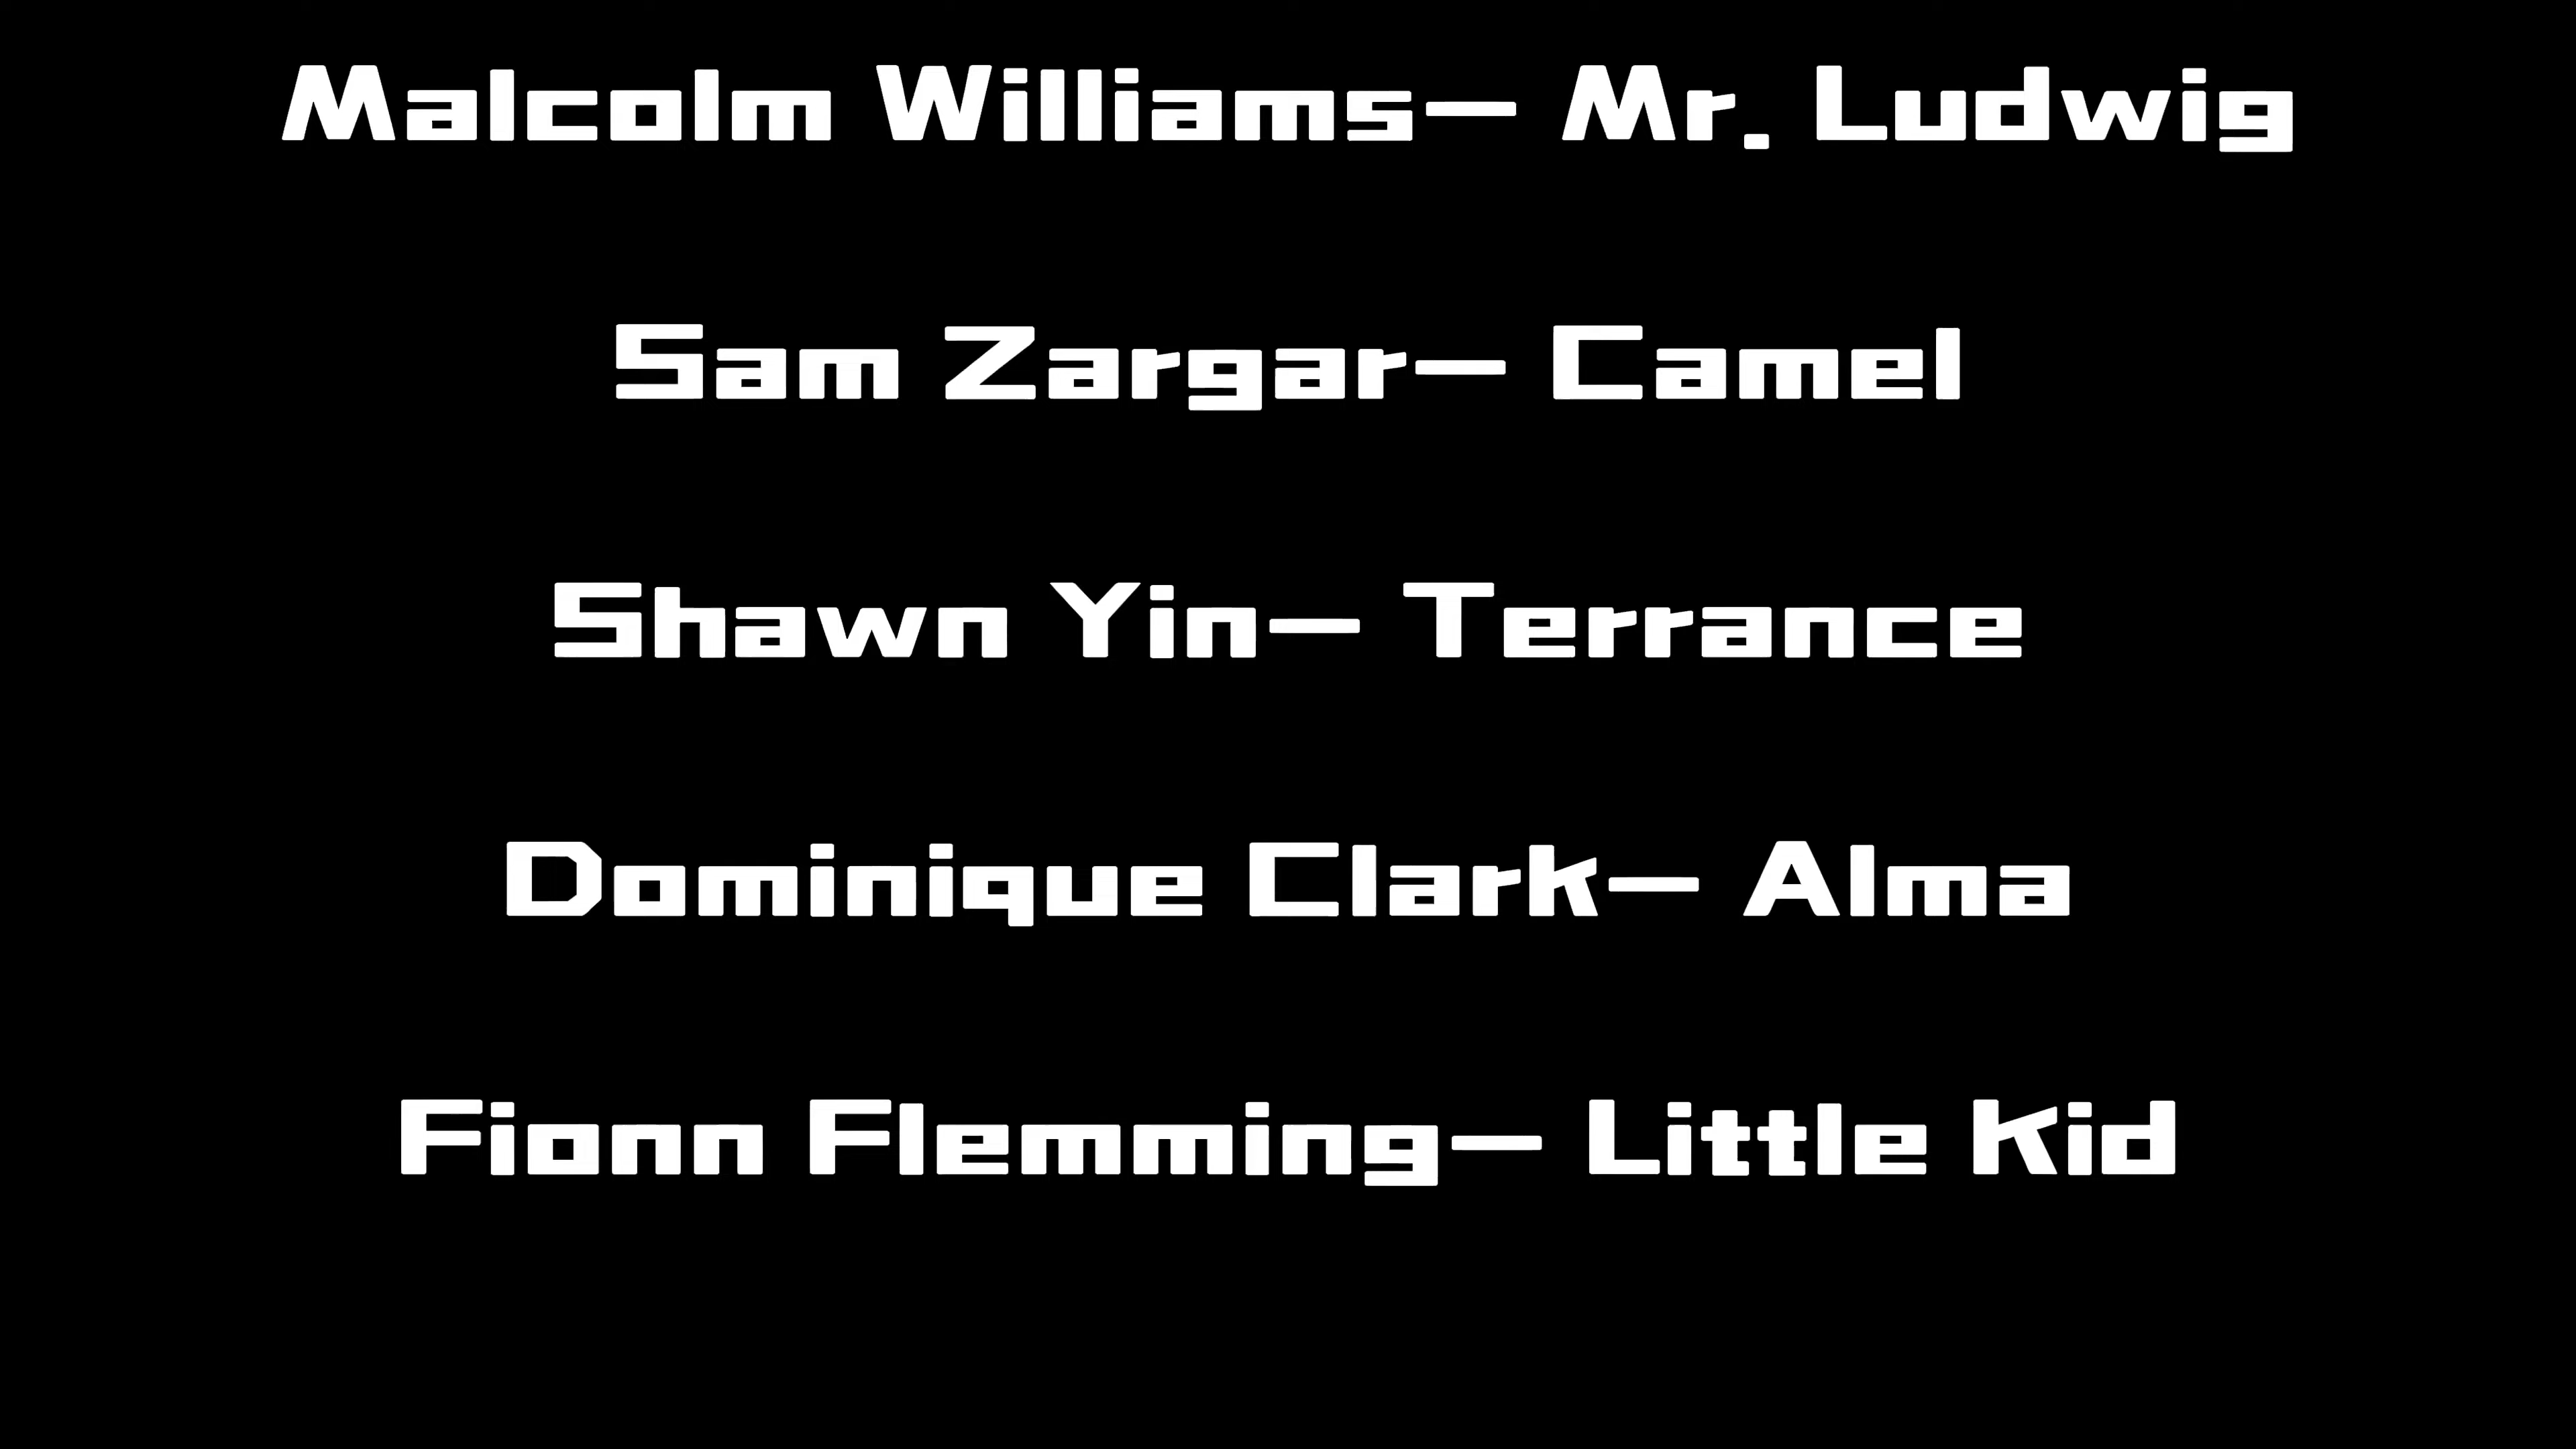 Malcolm Williams- Mr. Ludwig
Sam Zargar- Camel
Shawn Yin- Terrance
Dominique Clark- Alma
Fionn Flemming- Little Kid